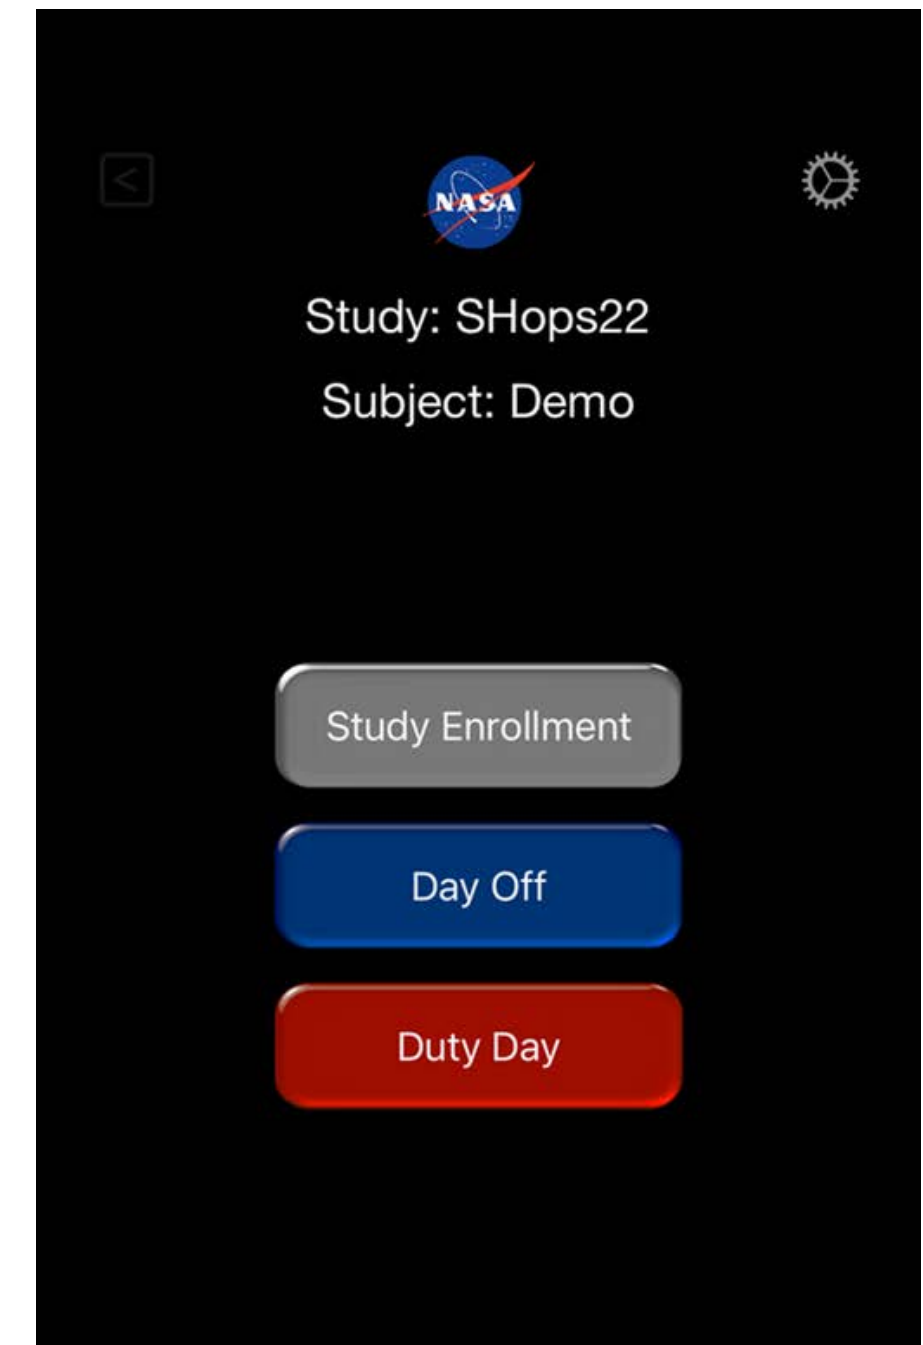 <
NASA
Study: SHops22
Subject: Demo
Study Enrollment
Day Off
Duty Day